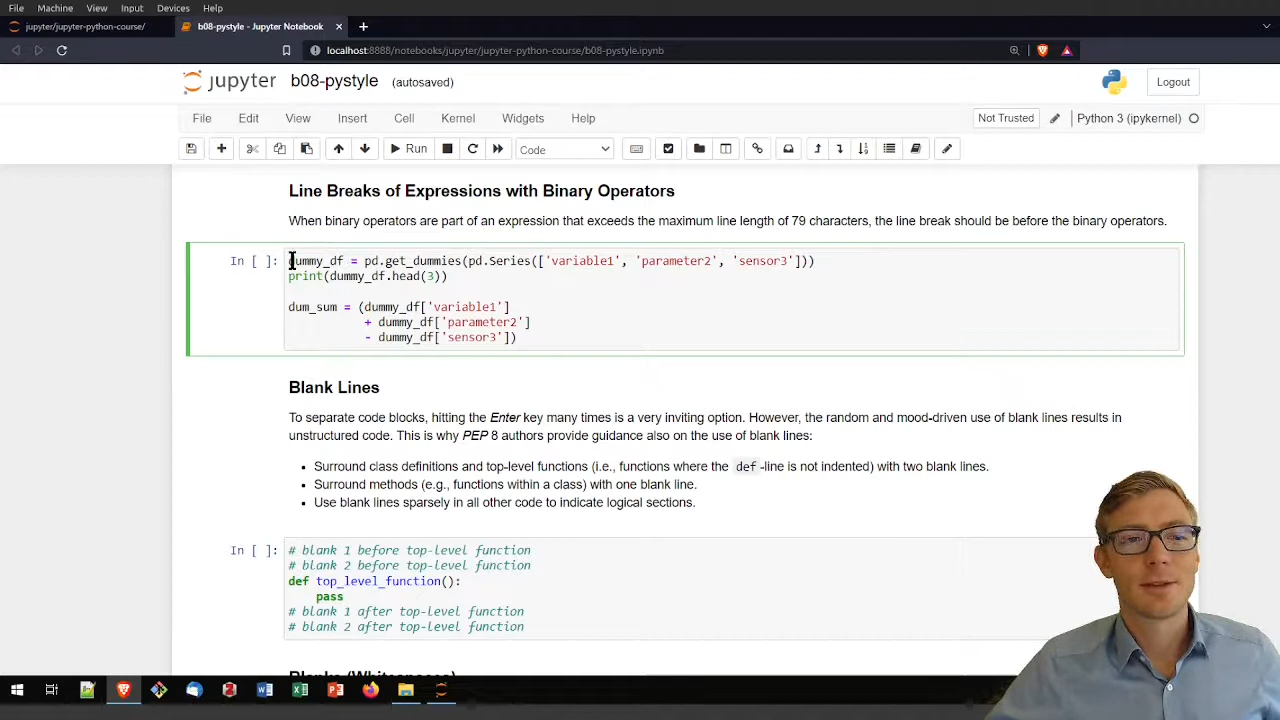 File Machine View Input Devices Help
jupyter/jupyter-python-course/
b08-pystyle - Jupyter Notebook
localhost:8888/notebooks/jupyter/jupyter-python-course/b08-pystyle.ipynb
jupyter b08-pystyle (autosaved)
Logout
File Edit View Insert Cell Kernel Widgets Help
Not Trusted Python 3 (ipykernel)
Run Code
Line Breaks of Expressions with Binary Operators
When binary operators are part of an expression that exceeds the maximum line length of 79 characters, the line break should be before the binary operators.
In [ ]: dummy_df = pd.get_dummies(pd.Series(['variable1', 'parameter2', 'sensor3']))
print(dummy_df.head(3))
dum_sum = (dummy_df['variable1']
+ dummy_df['parameter2']
- dummy_df['sensor3'])
Blank Lines
To separate code blocks, hitting the Enter key many times is a very inviting option. However, the random and mood-driven use of blank lines results in
unstructured code. This is why PEP 8 authors provide guidance also on the use of blank lines:
• Surround class definitions and top-level functions (i.e., functions where the def -line is not indented) with two blank lines.
• Surround methods (e.g., functions within a class) with one blank line.
• Use blank lines sparsely in all other code to indicate logical sections.
In [ ]: # blank 1 before top-level function
# blank 2 before top-level function
def top_level_function():
pass
# blank 1 after top-level function
# blank 2 after top-level function
Blanks (Whitespaces)